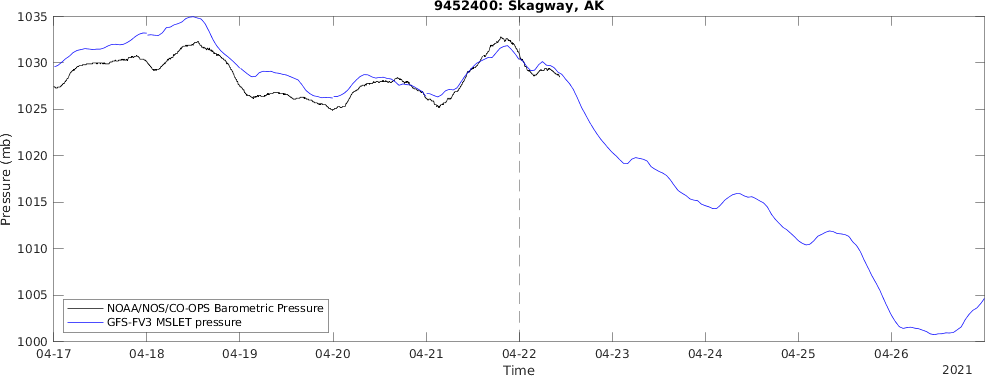 9452400: Skagway, AK
Pressure (mb)
1035
1030
1025
1020
1015
1010
1005
1000
NOAA/NOS/CO-OPS Barometric Pressure
GFS-FV3 MSLET pressure
04-17 04-18 04-19 04-20 04-21 04-22 04-23 04-24 04-25 04-26
Time
2021